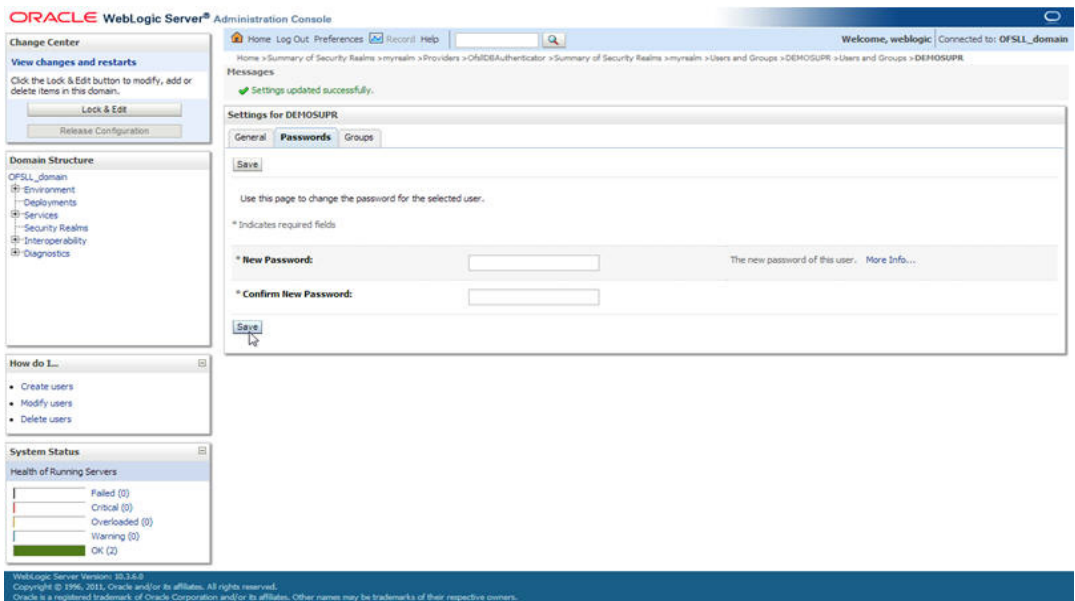 ORACLE WebLogic Server® Administration Console
Change Center
View changes and restarts
Click the Lock & Edit button to modify, add or
delete items in this domain.
Lock & Edit
Release Configuration
Domain Structure
OFSLL_domain
Environment
Deployments
Services
Security Realms
Interoperability
Diagnostics
How do I...
Create users
Modify users
Delete users
System Status
Health of Running Servers
Failed (0)
Critical (0)
Overloaded (0)
Warning (0)
OK (2)
Home Log Out Preferences Record Help
Welcome, weblogic Connected to: OFSLL_domain
Home >Summary of Security Realms >myrealm >Providers >OfsllDBAuthenticator >Summary of Security Realms >myrealm >Users and Groups >DEMOSUPR >Users and Groups >DEMOSUPR
Messages
Settings updated successfully.
Settings for DEMOSUPR
General Passwords Groups
Save
Use this page to change the password for the selected user.
* Indicates required fields
* New Password:
The new password of this user. More Info...
* Confirm New Password:
Save
WebLogic Server Version: 10.3.6.0
Copyright © 1996, 2011, Oracle and/or its affiliates. All rights reserved.
Oracle is a registered trademark of Oracle Corporation and/or its affiliates. Other names may be trademarks of their respective owners.